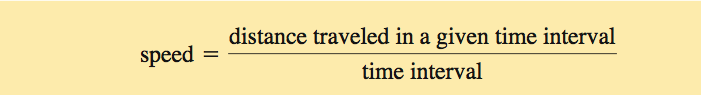 speed = distance traveled in a given time interval
time interval